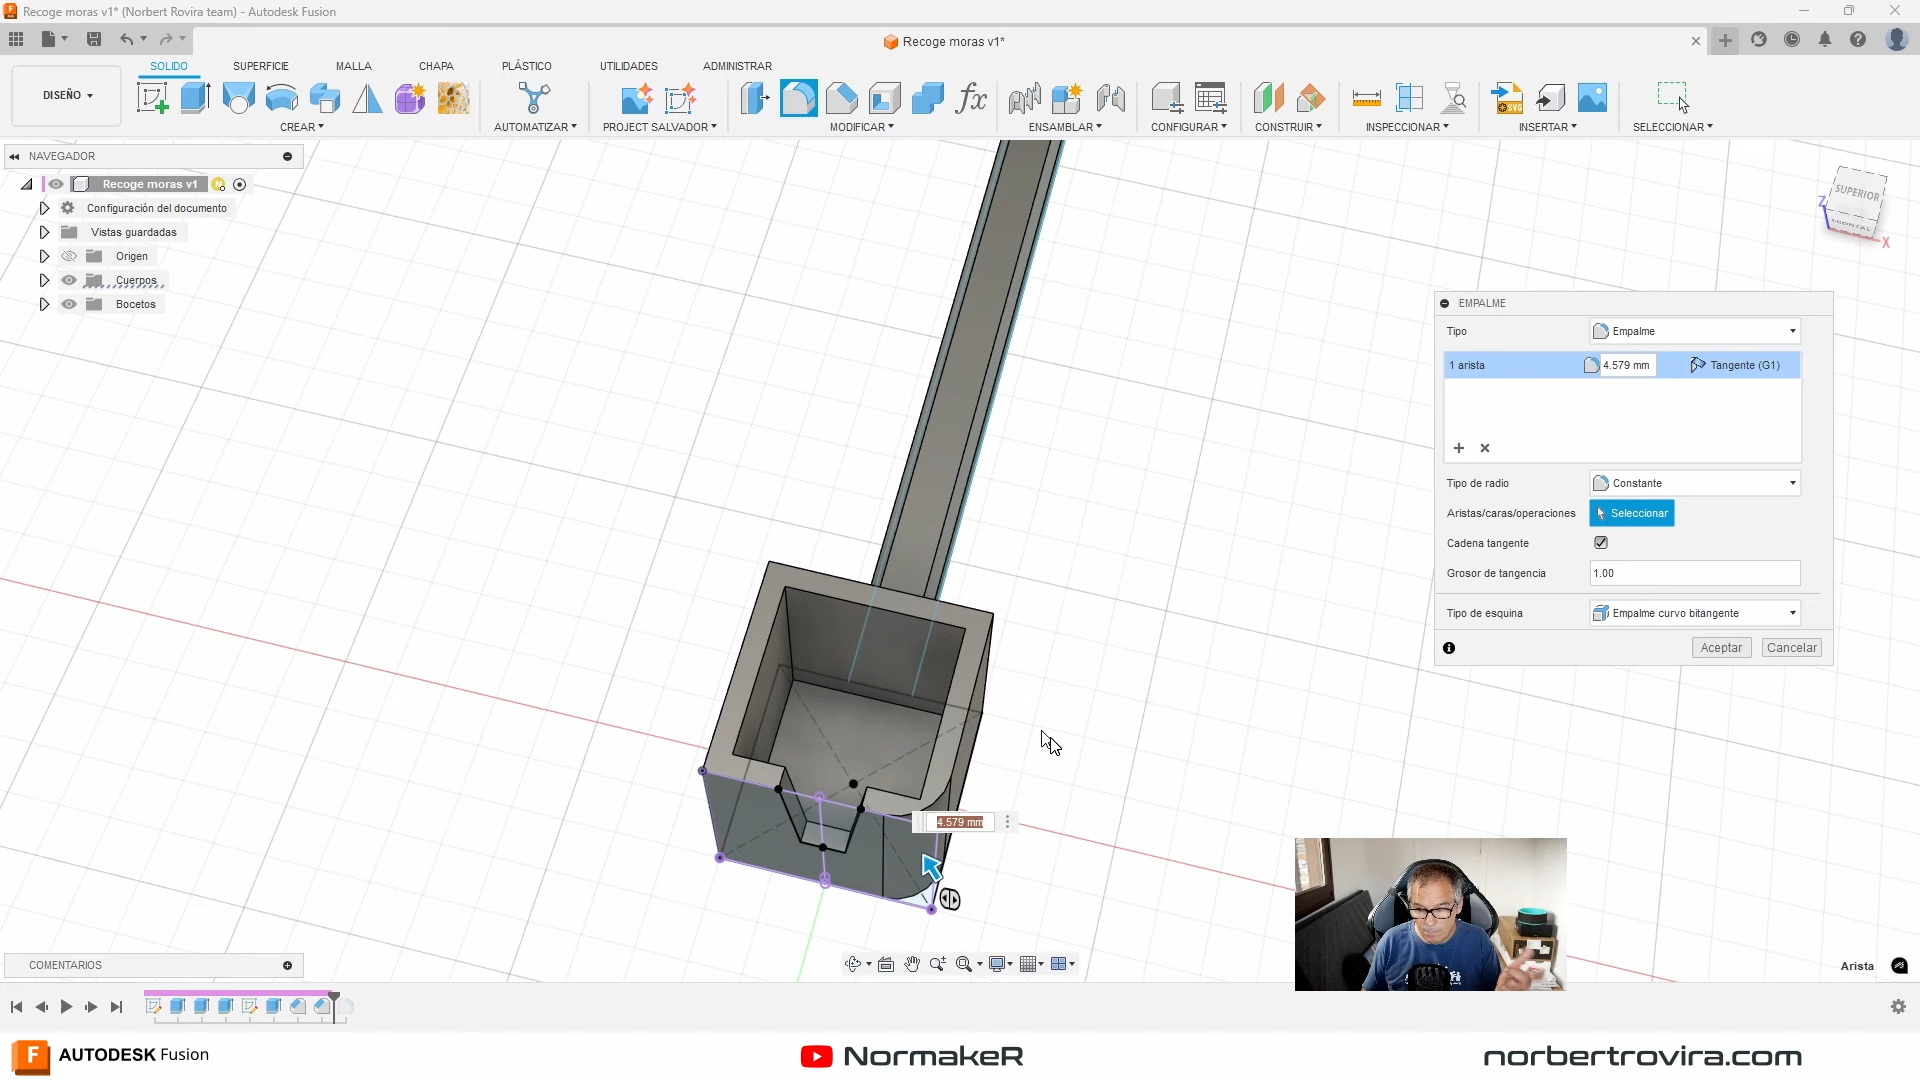 Recoge moras v1* (Norbert Rovira team) - Autodesk Fusion
Recoge moras v1*
DISEÑO
SOLIDO
SUPERFICIE
MALLA
CHAPA
PLÁSTICO
UTILIDADES
ADMINISTRAR
CREAR
AUTOMATIZAR
PROJECT SALVADOR
MODIFICAR
ENSAMBLAR
CONFIGURAR
CONSTRUIR
INSPECCIONAR
INSERTAR
SELECCIONAR
NAVEGADOR
Recoge moras v1
Configuración del documento
Vistas guardadas
Origen
Cuerpos
Bocetos
SUPERIOR
FRONTAL
Z
X
EMPALME
Tipo
Empalme
1 arista
4.579 mm
Tangente (G1)
Tipo de radio
Constante
Aristas/caras/operaciones
Seleccionar
Cadena tangente
Grosor de tangencia
1.00
Tipo de esquina
Empalme curvo bitangente
Aceptar
Cancelar
4.579 mm
COMENTARIOS
Arista
AUTODESK Fusion
NormakeR
norbertrovira.com